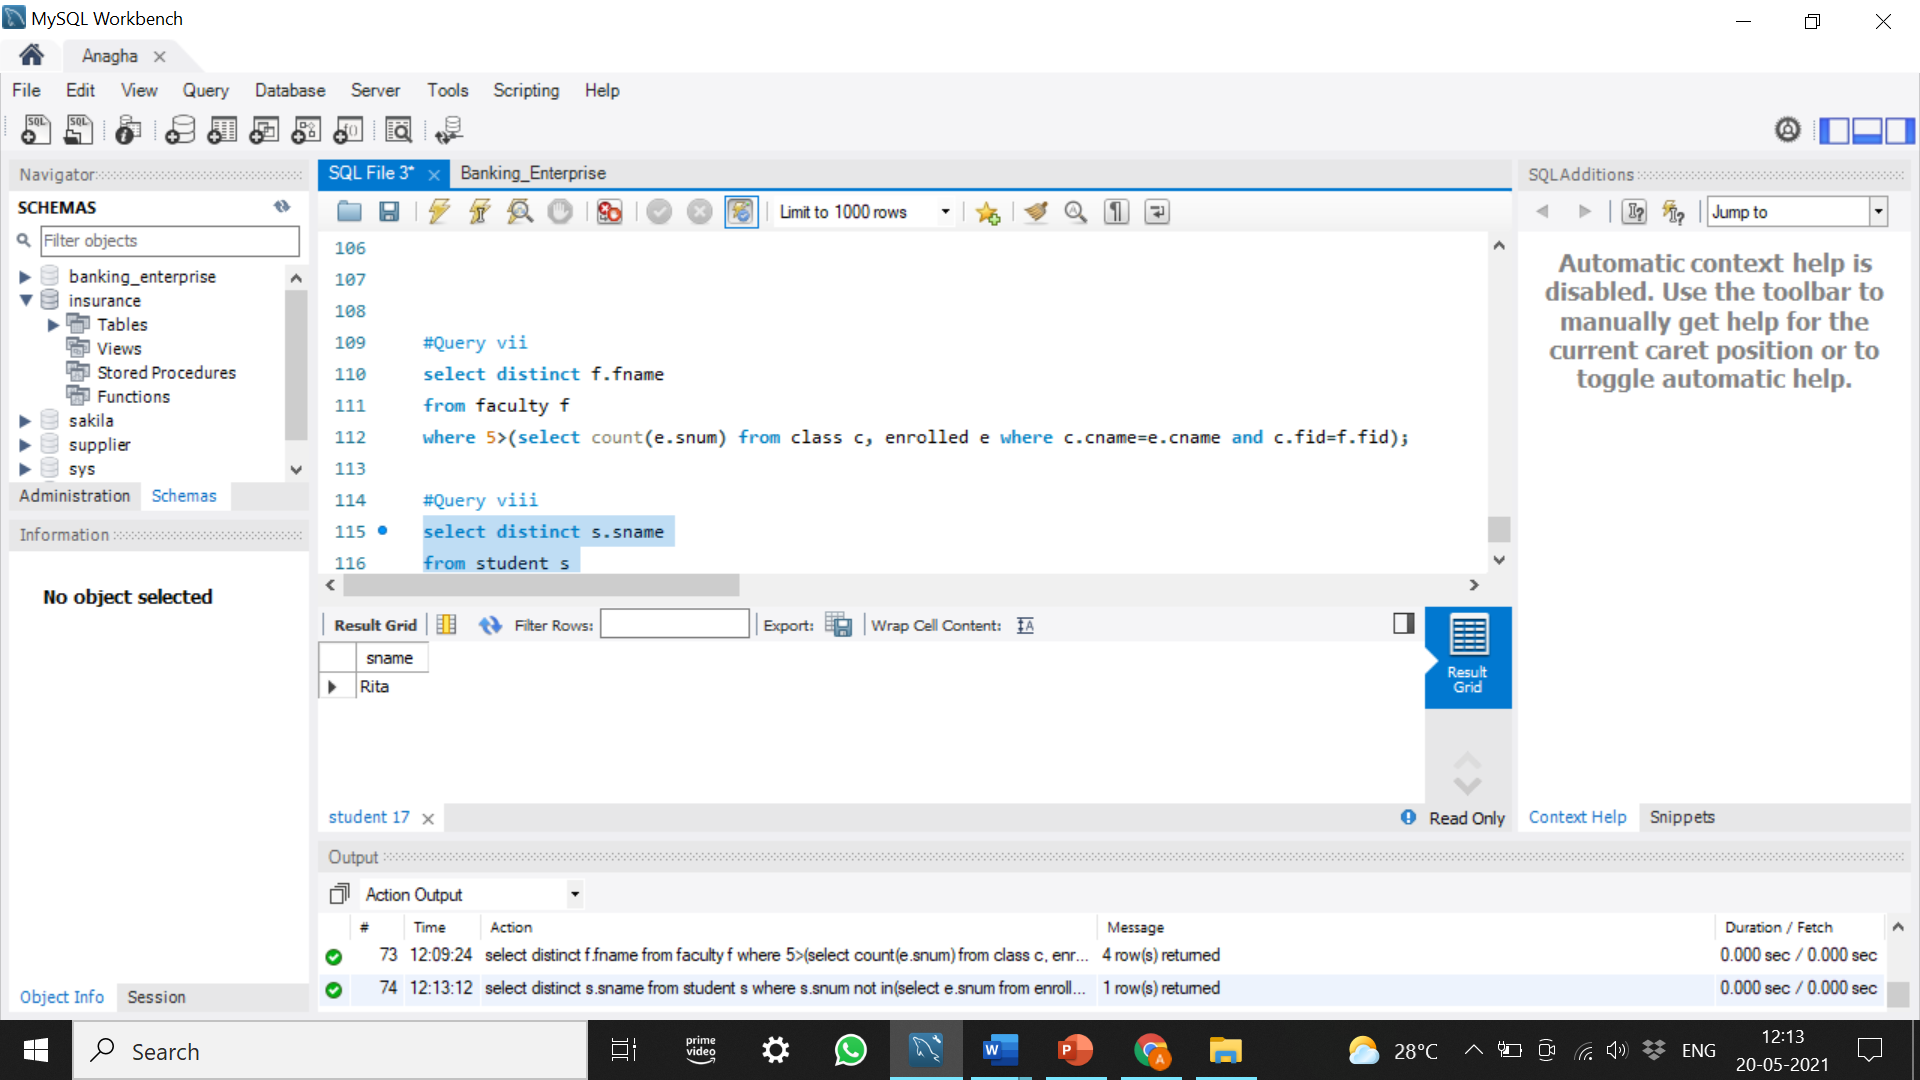 MySQL Workbench
Anagha
File Edit View Query Database Server Tools Scripting Help
Navigator
SCHEMAS
Filter objects
banking_enterprise
insurance
Tables
Views
Stored Procedures
Functions
sakila
supplier
sys
Administration Schemas
Information
No object selected
Object Info Session
SQL File 3* Banking_Enterprise
Limit to 1000 rows
106
107
108
109 #Query vii
110 select distinct f.fname
111 from faculty f
112 where 5>(select count(e.snum) from class c, enrolled e where c.cname=e.cname and c.fid=f.fid);
113
114 #Query viii
115 select distinct s.sname
116 from student s
Result Grid Filter Rows: Export: Wrap Cell Content:
sname
Rita
Result
Grid
student 17 Read Only
SQLAdditions
Jump to
Automatic context help is
disabled. Use the toolbar to
manually get help for the
current caret position or to
toggle automatic help.
Context Help Snippets
Output
Action Output
# Time Action Message Duration / Fetch
73 12:09:24 select distinct f.fname from faculty f where 5>(select count(e.snum) from class c, enr... 4 row(s) returned 0.000 sec / 0.000 sec
74 12:13:12 select distinct s.sname from student s where s.snum not in(select e.snum from enroll... 1 row(s) returned 0.000 sec / 0.000 sec
Search
prime
video
28°C
ENG
12:13
20-05-2021